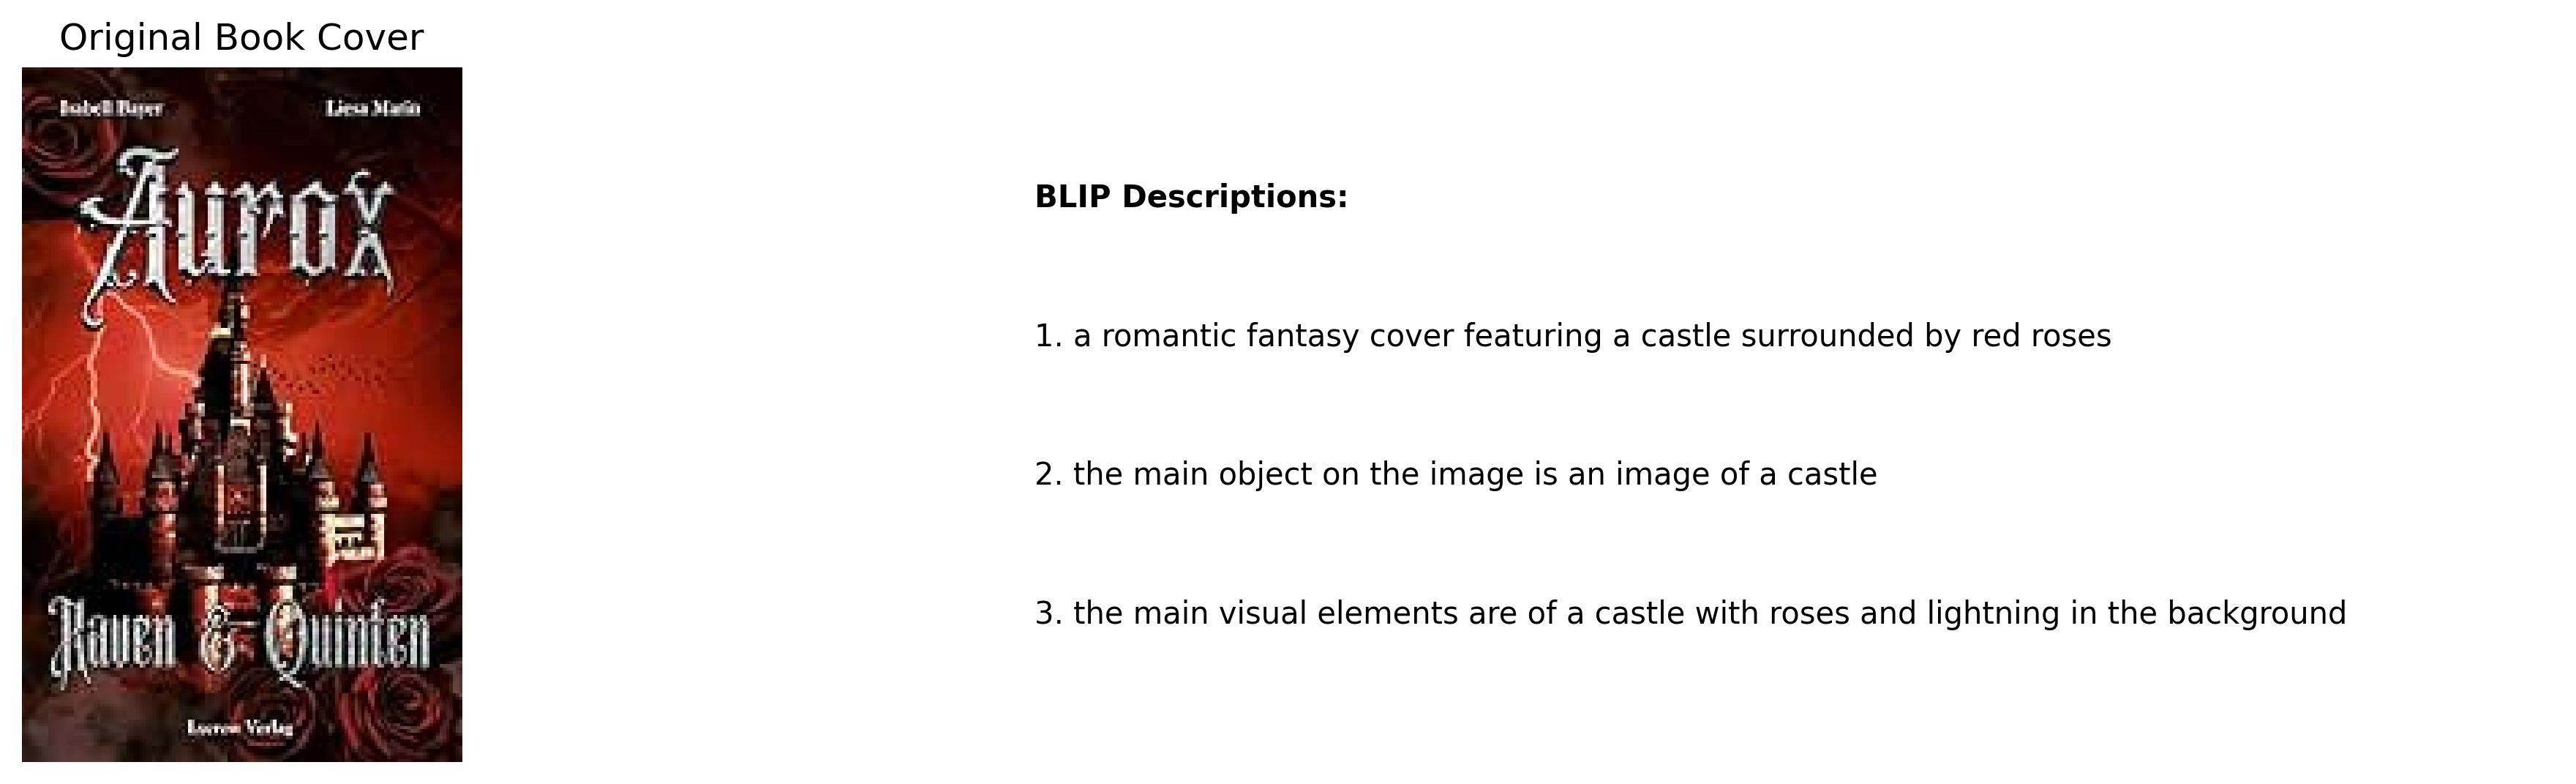 Original Book Cover
Isabell Bayer
Liesa Marin
Aurox
Raven & Quinten
Verlag
BLIP Descriptions:
1. a romantic fantasy cover featuring a castle surrounded by red roses
2. the main object on the image is an image of a castle
3. the main visual elements are of a castle with roses and lightning in the background